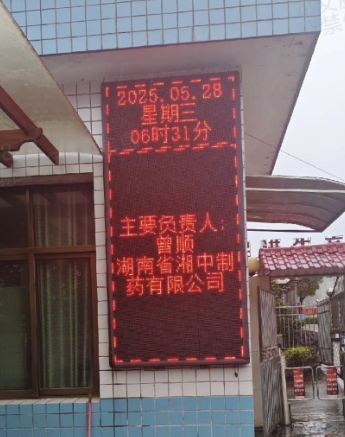 2025.05.28
星期三
06时31分
主要负责人:
曾顺
湖南省湘中制
药有限公司